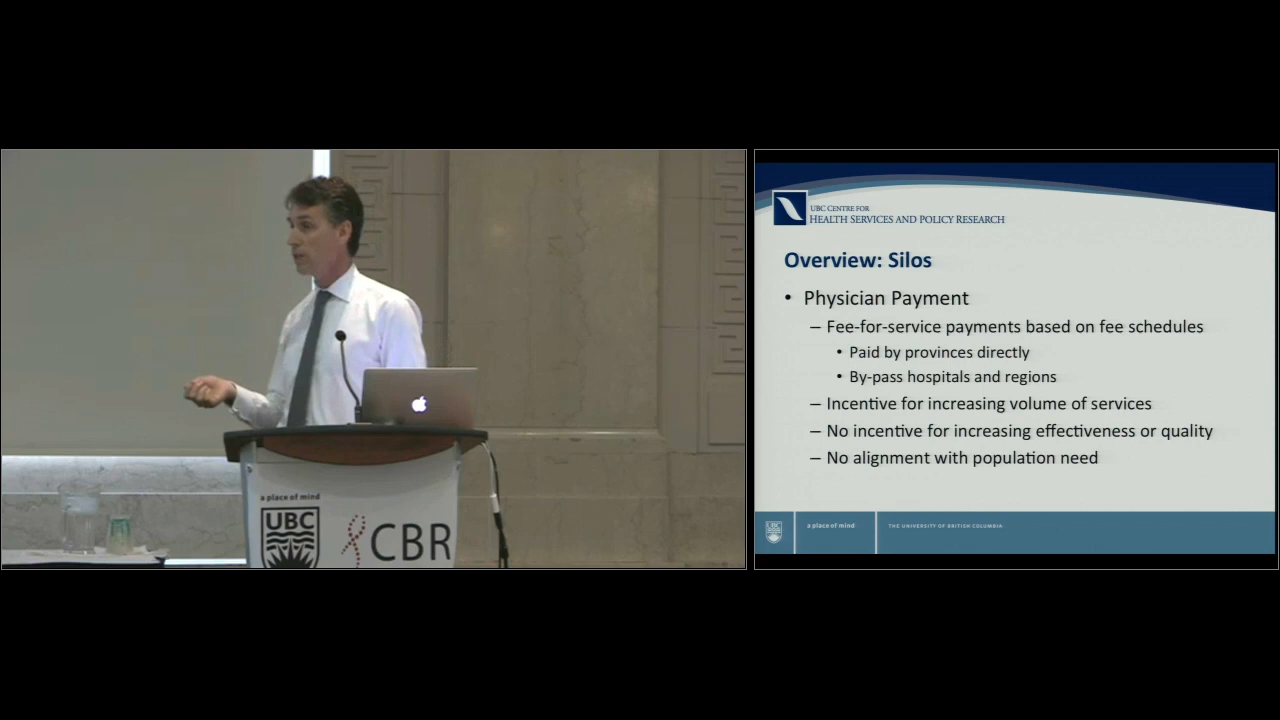 a place of mind
UBC
CBR
UBC CENTRE FOR
HEALTH SERVICES AND POLICY RESEARCH
Overview: Silos
• Physician Payment
– Fee-for-service payments based on fee schedules
• Paid by provinces directly
• By-pass hospitals and regions
– Incentive for increasing volume of services
– No incentive for increasing effectiveness or quality
– No alignment with population need
UBC
a place of mind
THE UNIVERSITY OF BRITISH COLUMBIA